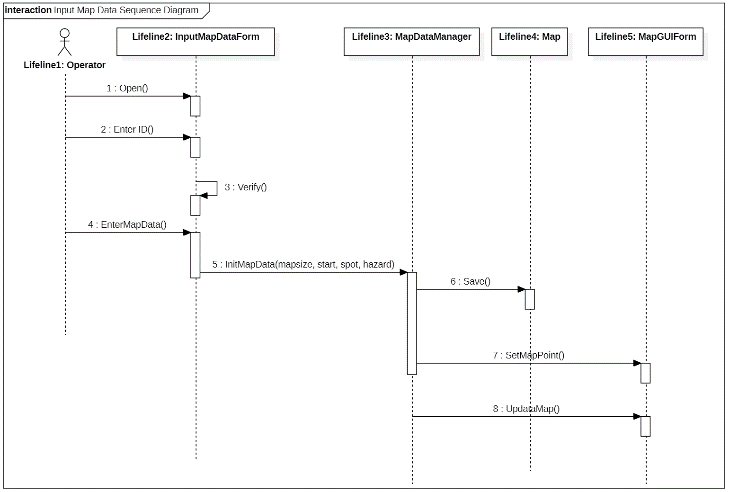 interaction Input Map Data Sequence Diagram
Lifeline2: InputMapDataForm
Lifeline3: MapDataManager
Lifeline4: Map
Lifeline5: MapGUIForm
Lifeline1: Operator
1 : Open()
2 : Enter ID()
3 : Verify()
4 : EnterMapData()
5 : InitMapData(mapsize, start, spot, hazard)
6 : Save()
7 : SetMapPoint()
8 : UpdataMap()